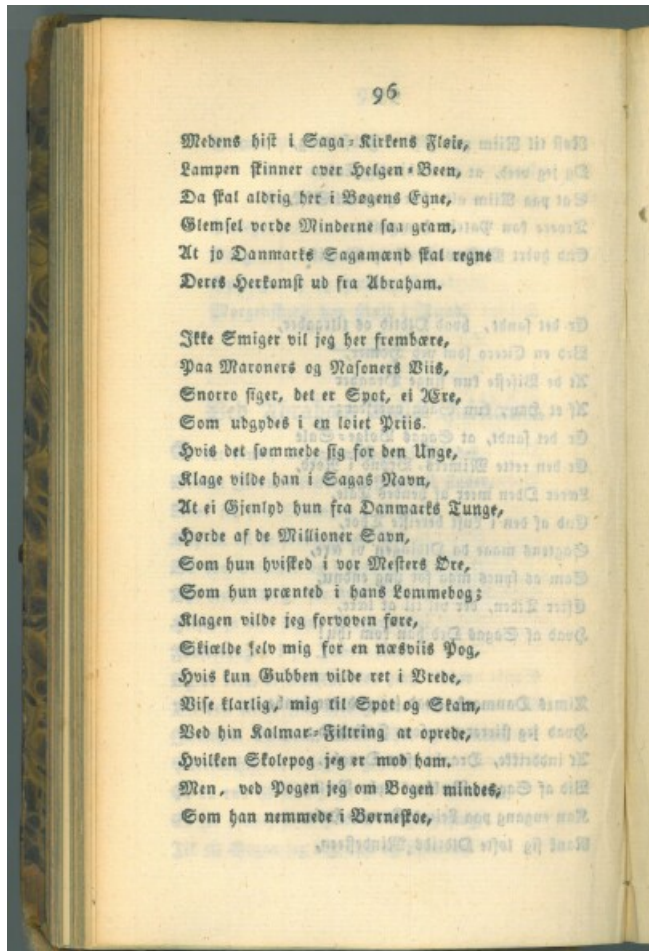 96
Medens hist i Saga-Kirkens Fløie,
Lampen skinner over Helgen-Been,
Da skal aldrig her i Bøgens Egne,
Glemsel vorde Minderne saa gram,
At jo Danmarks Sagamænd skal regne
Deres Herkomst ud fra Abraham.
Ikke Smiger vil jeg her frembære,
Paa Maroners og Nasoners Viis,
Snorro siger, det er Spot, ei Ære,
Som udgydes i en løiet Priis.
Hvis det sømmede sig for den Unge,
Klage vilde han i Sagas Navn,
At ei Gjenlyd hun fra Danmarks Tunge,
Hørde af de Millioner Savn,
Som hun hvisked i vor Mesters Øre,
Som hun prænted i hans Lommebog;
Klagen vilde jeg forvoven føre,
Skiælde selv mig for en næsviis Pog,
Hvis kun Gubben vilde ret i Vrede,
Vise klarlig, mig til Spot og Skam,
Ved hin Kalmar-Filtring at oprede,
Hvilken Skolepog jeg er mod ham.
Men, ved Pogen jeg om Bogen mindes,
Som han nemmede i Børneskoe,